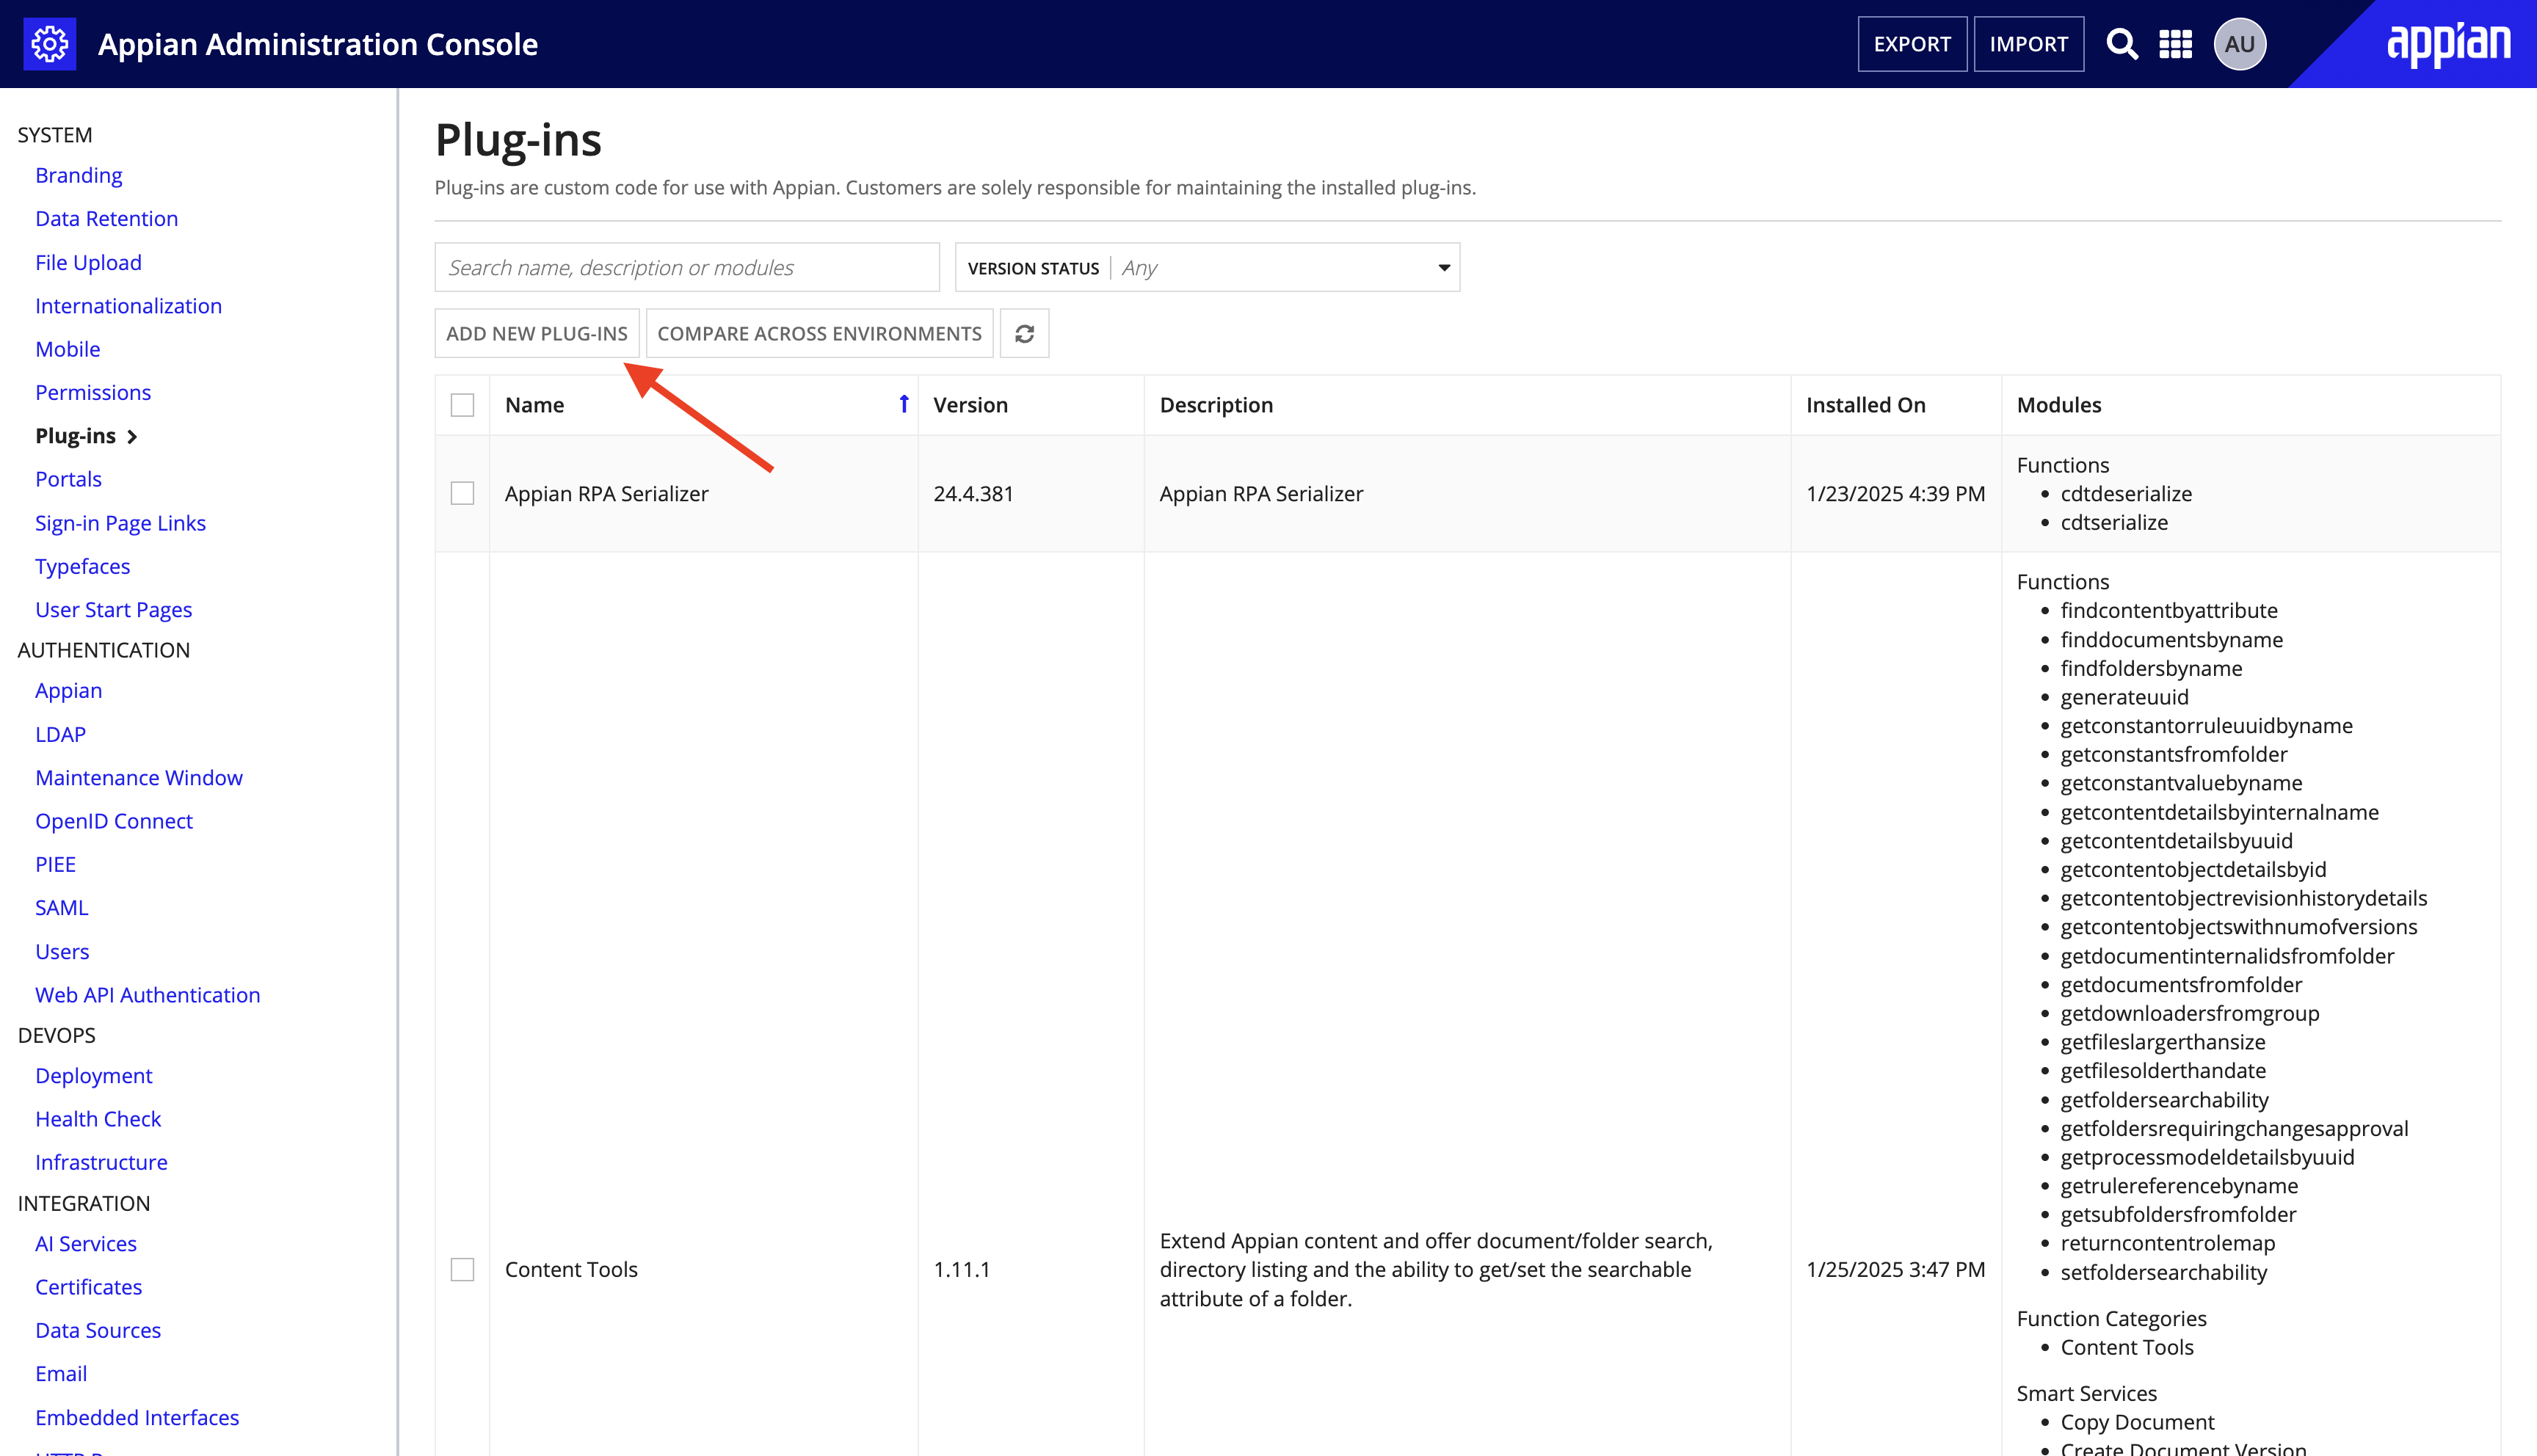 Appian Administration Console
EXPORT
IMPORT
AU
appian
SYSTEM
Branding
Data Retention
File Upload
Internationalization
Mobile
Permissions
Plug-ins
Portals
Sign-in Page Links
Typefaces
User Start Pages
AUTHENTICATION
Appian
LDAP
Maintenance Window
OpenID Connect
PIEE
SAML
Users
Web API Authentication
DEVOPS
Deployment
Health Check
Infrastructure
INTEGRATION
AI Services
Certificates
Data Sources
Email
Embedded Interfaces
Plug-ins
Plug-ins are custom code for use with Appian. Customers are solely responsible for maintaining the installed plug-ins.
Search name, description or modules
VERSION STATUS | Any
ADD NEW PLUG-INS
COMPARE ACROSS ENVIRONMENTS
Name
Version
Description
Installed On
Modules
Appian RPA Serializer
24.4.381
Appian RPA Serializer
1/23/2025 4:39 PM
Functions
• cdtdeserialize
• cdtserialize
Content Tools
1.11.1
Extend Appian content and offer document/folder search,
directory listing and the ability to get/set the searchable
attribute of a folder.
1/25/2025 3:47 PM
Functions
• findcontentbyattribute
• finddocumentsbyname
• findfoldersbyname
• generateuuid
• getconstantorruleuuidbyname
• getconstantsfromfolder
• getconstantvaluebyname
• getcontentdetailsbyinternalname
• getcontentdetailsbyuuid
• getcontentobjectdetailsbyid
• getcontentobjectrevisionhistorydetails
• getcontentobjectswithnumofversions
• getdocumentinternalidsfromfolder
• getdocumentsfromfolder
• getdownloadersfromgroup
• getfileslargerthansize
• getfilesolderthandate
• getfoldersearchability
• getfoldersrequiringchangesapproval
• getprocessmodeldetailsbyuuid
• getrulereferencebyname
• getsubfoldersfromfolder
• returncontentrolemap
• setfoldersearchability
Function Categories
• Content Tools
Smart Services
• Copy Document
• Create Document Version